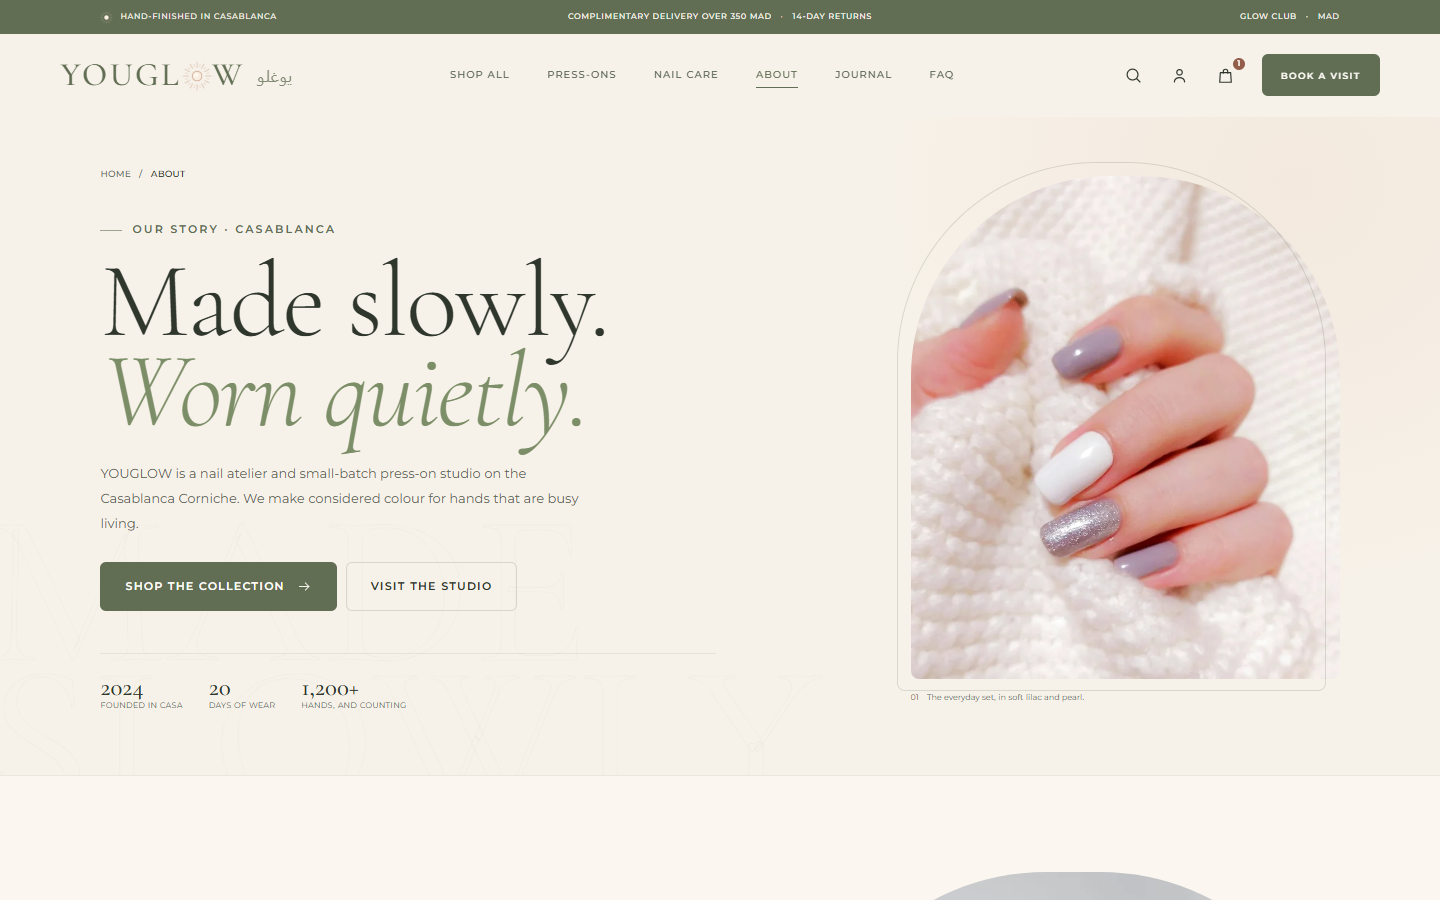 HAND-FINISHED IN CASABLANCA
COMPLIMENTARY DELIVERY OVER 350 MAD · 14-DAY RETURNS
GLOW CLUB · MAD
YOUGLOW يوغلو
SHOP ALL
PRESS-ONS
NAIL CARE
ABOUT
JOURNAL
FAQ
1
BOOK A VISIT
HOME / ABOUT
OUR STORY · CASABLANCA
Made slowly.
Worn quietly.
YOUGLOW is a nail atelier and small-batch press-on studio on the
Casablanca Corniche. We make considered colour for hands that are busy
living.
SHOP THE COLLECTION →
VISIT THE STUDIO
MADE
SLOWLY
2024
FOUNDED IN CASA
20
DAYS OF WEAR
1,200+
HANDS, AND COUNTING
01 The everyday set, in soft lilac and pearl.